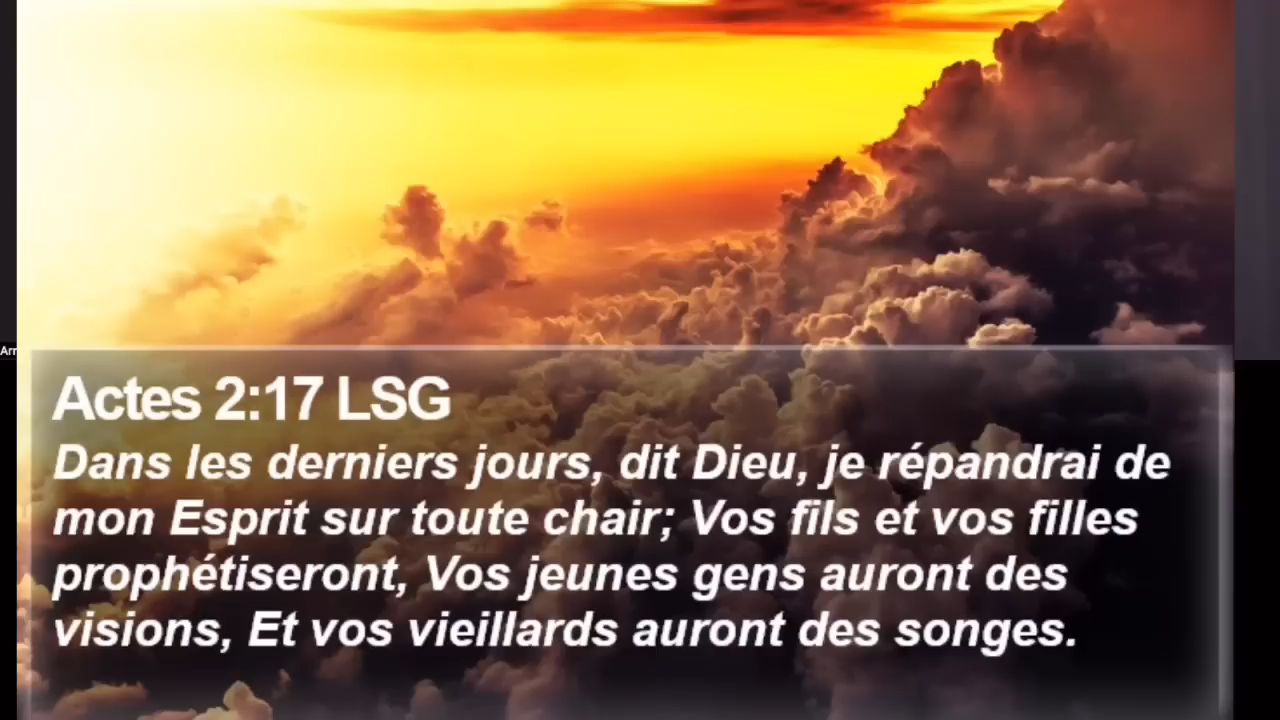 Actes 2:17 LSG
Dans les derniers jours, dit Dieu, je répandrai de
mon Esprit sur toute chair; Vos fils et vos filles
prophétiseront, Vos jeunes gens auront des
visions, Et vos vieillards auront des songes.
Arr